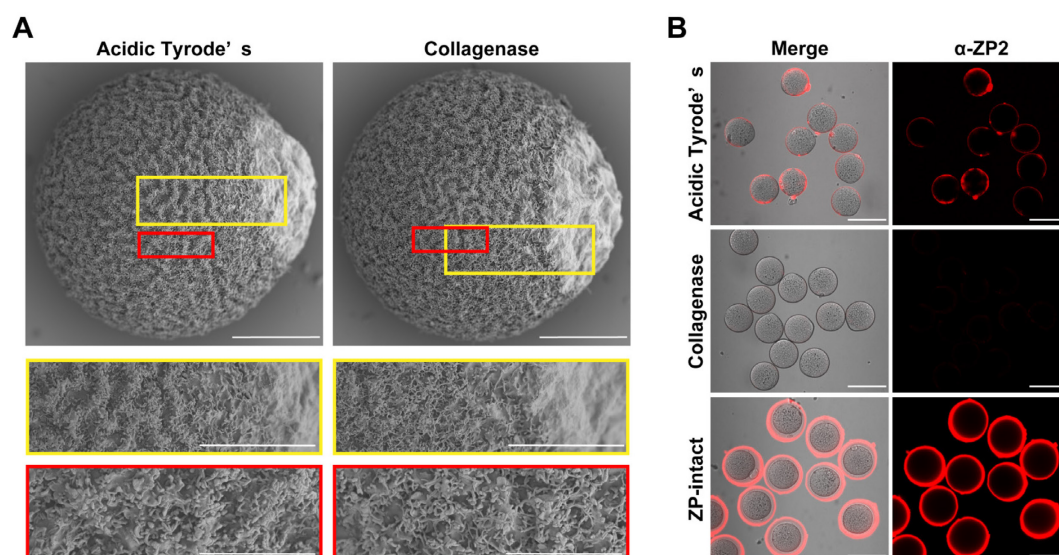 A
Acidic Tyrode' s
Collagenase
B
Merge
α-ZP2
Acidic Tyrode' s
Collagenase
ZP-intact